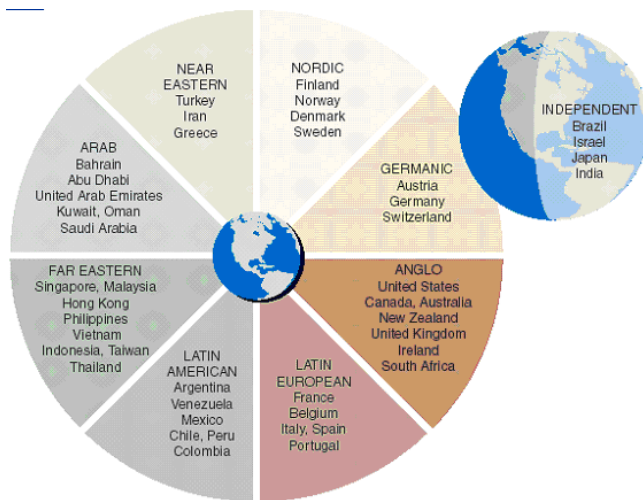 NEAR
EASTERN
Turkey
Iran
Greece
NORDIC
Finland
Norway
Denmark
Sweden
INDEPENDENT
Brazil
Israel
Japan
India
ARAB
Bahrain
Abu Dhabi
United Arab Emirates
Kuwait, Oman
Saudi Arabia
GERMANIC
Austria
Germany
Switzerland
FAR EASTERN
Singapore, Malaysia
Hong Kong
Philippines
Vietnam
Indonesia, Taiwan
Thailand
ANGLO
United States
Canada, Australia
New Zealand
United Kingdom
Ireland
South Africa
LATIN
AMERICAN
Argentina
Venezuela
Mexico
Chile, Peru
Colombia
LATIN
EUROPEAN
France
Belgium
Italy, Spain
Portugal